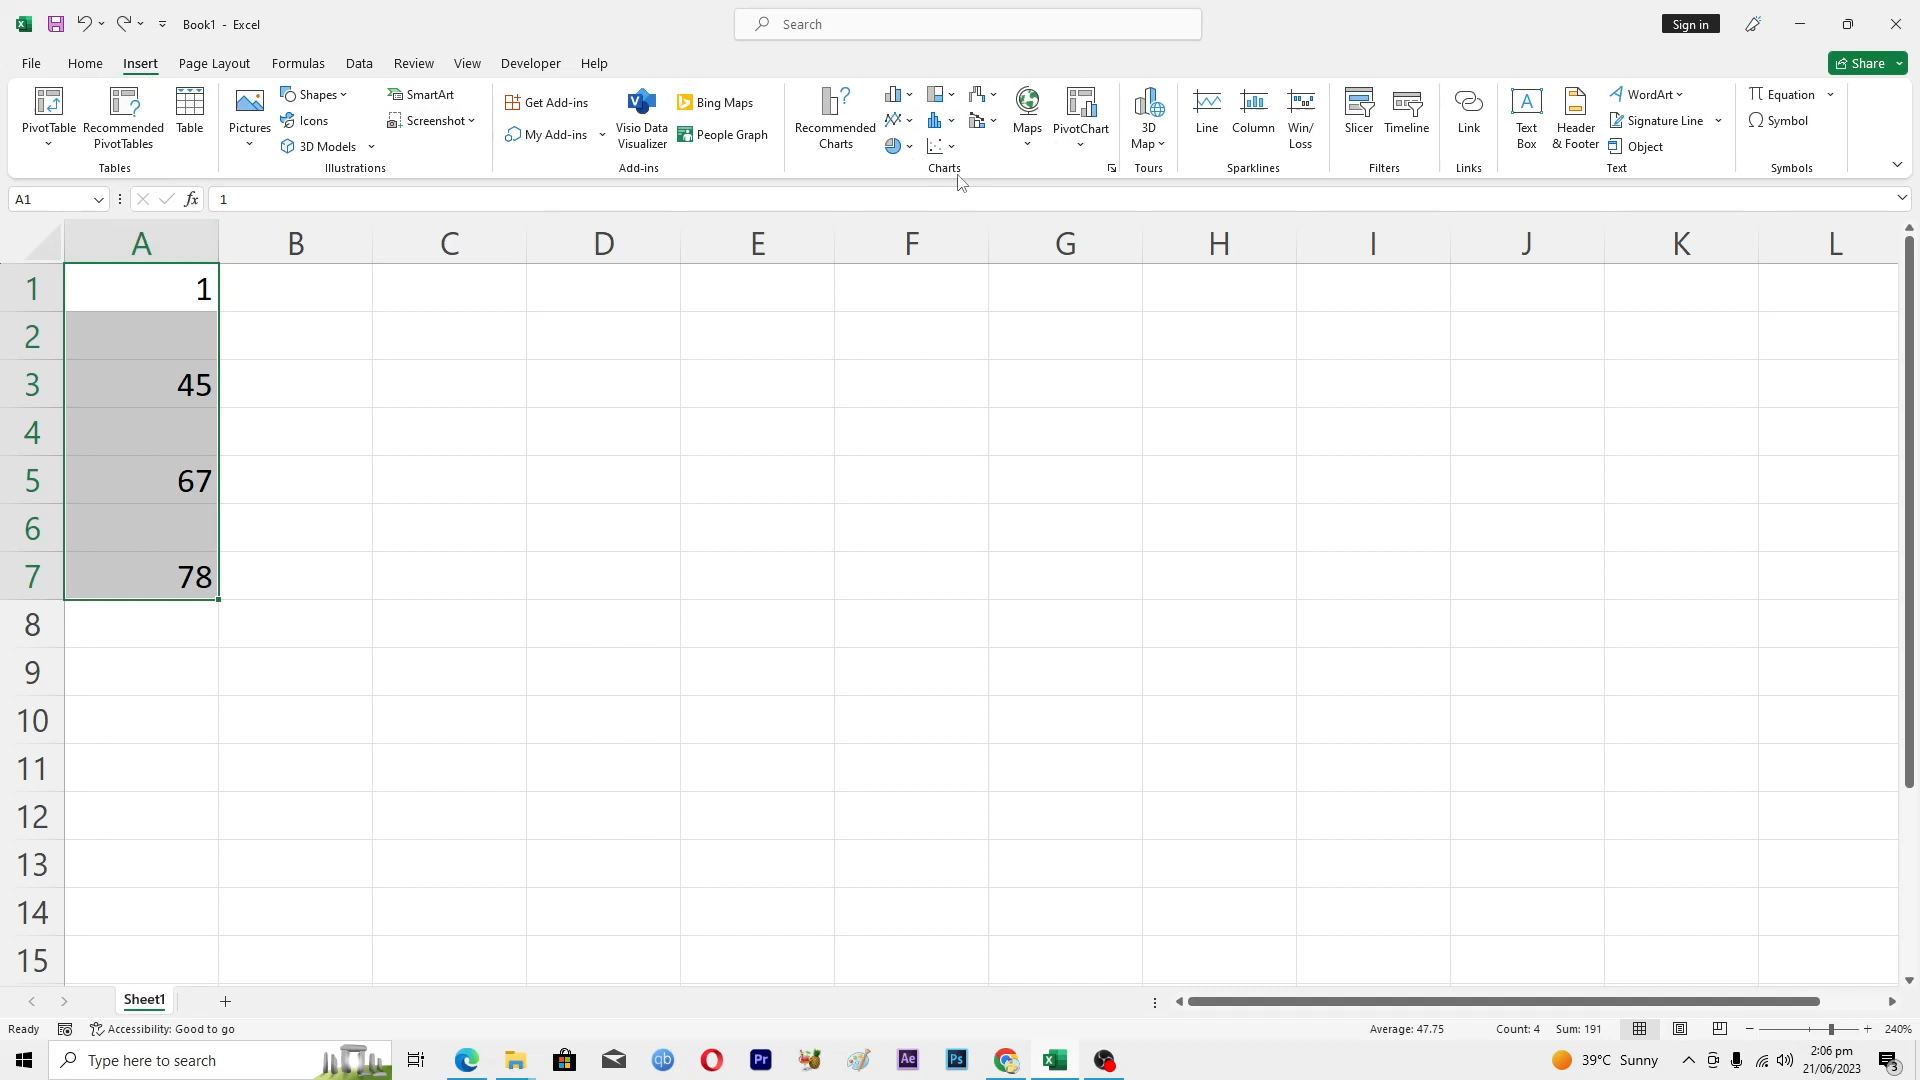 Book1 - Excel
Search
Sign in
File Home Insert Page Layout Formulas Data Review View Developer Help
Share
PivotTable
Recommended
PivotTables
Table
Tables
Pictures
Shapes
Icons
3D Models
SmartArt
Screenshot
Illustrations
Get Add-ins
My Add-ins
Visio Data
Visualizer
Bing Maps
People Graph
Add-ins
Recommended
Charts
Maps
PivotChart
Charts
3D
Map
Tours
Line
Column
Win/
Loss
Sparklines
Slicer
Timeline
Filters
Link
Links
Text
Box
Header
& Footer
WordArt
Signature Line
Object
Text
Equation
Symbol
Symbols
A1
fx
1
A B C D E F G H I J K L
1 1
2
3 45
4
5 67
6
7 78
8
9
10
11
12
13
14
15
Sheet1
Ready
Accessibility: Good to go
Average: 47.75
Count: 4
Sum: 191
240%
Type here to search
qb
Pr
Ae
Ps
39°C Sunny
2:06 pm
21/06/2023
3